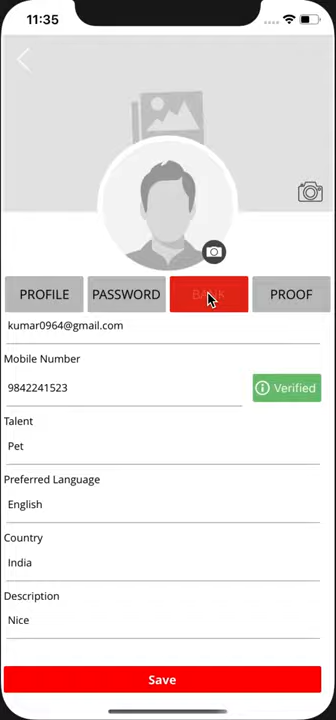 11:35
PROFILE PASSWORD BANK PROOF
kumar0964@gmail.com
Mobile Number
9842241523 Verified
Talent
Pet
Preferred Language
English
Country
India
Description
Nice
Save